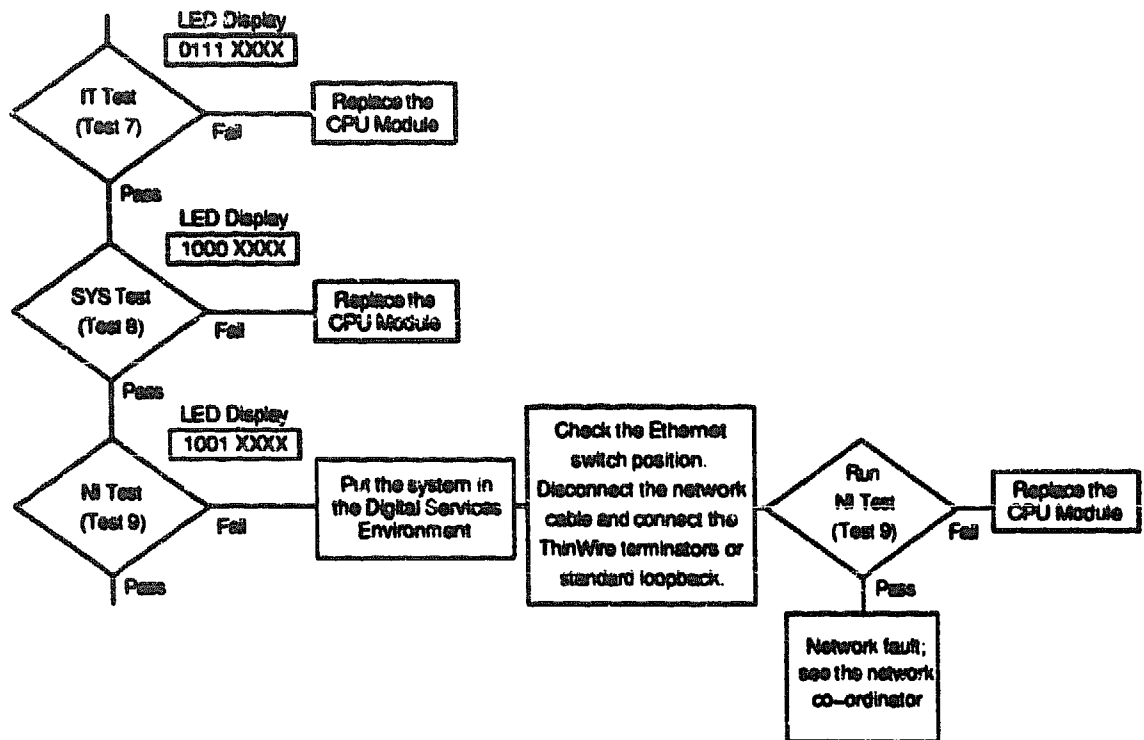 LED Display
0111 XXXX
IT Test
(Test 7)
Fail
Replace the
CPU Module
Pass
LED Display
1000 XXXX
SYS Test
(Test 8)
Fail
Replace the
CPU Module
Pass
LED Display
1001 XXXX
NI Test
(Test 9)
Fail
Put the system in
the Digital Services
Environment
Check the Ethernet
switch position.
Disconnect the network
cable and connect the
ThinWire terminators or
standard loopback.
Run
NI Test
(Test 9)
Fail
Replace the
CPU Module
Pass
Network fault;
see the network
co-ordinator
Pass